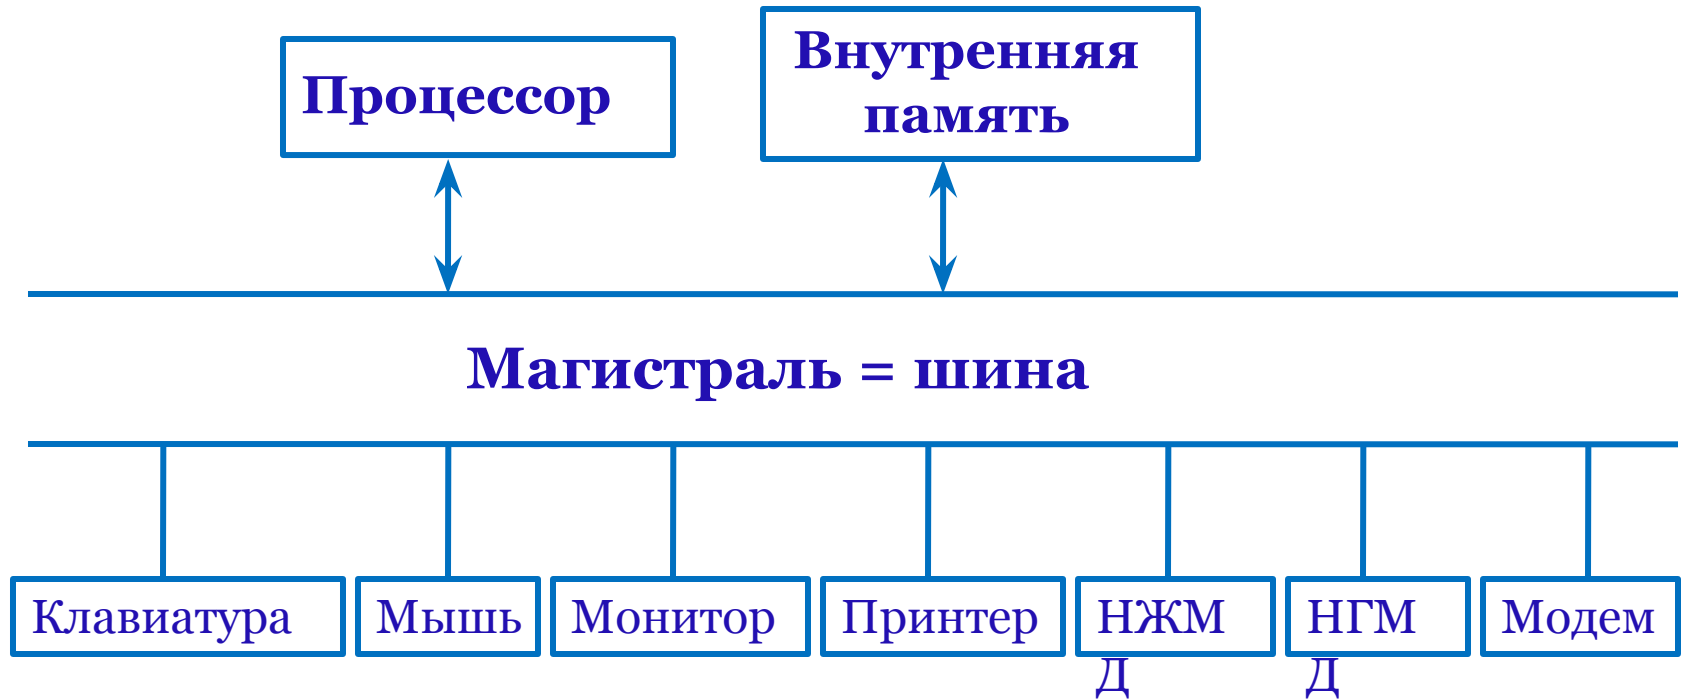 Процессор
Внутренняя
память
Магистраль = шина
Клавиатура
Мышь
Монитор
Принтер
НЖМ
Д
НГМ
Д
Модем